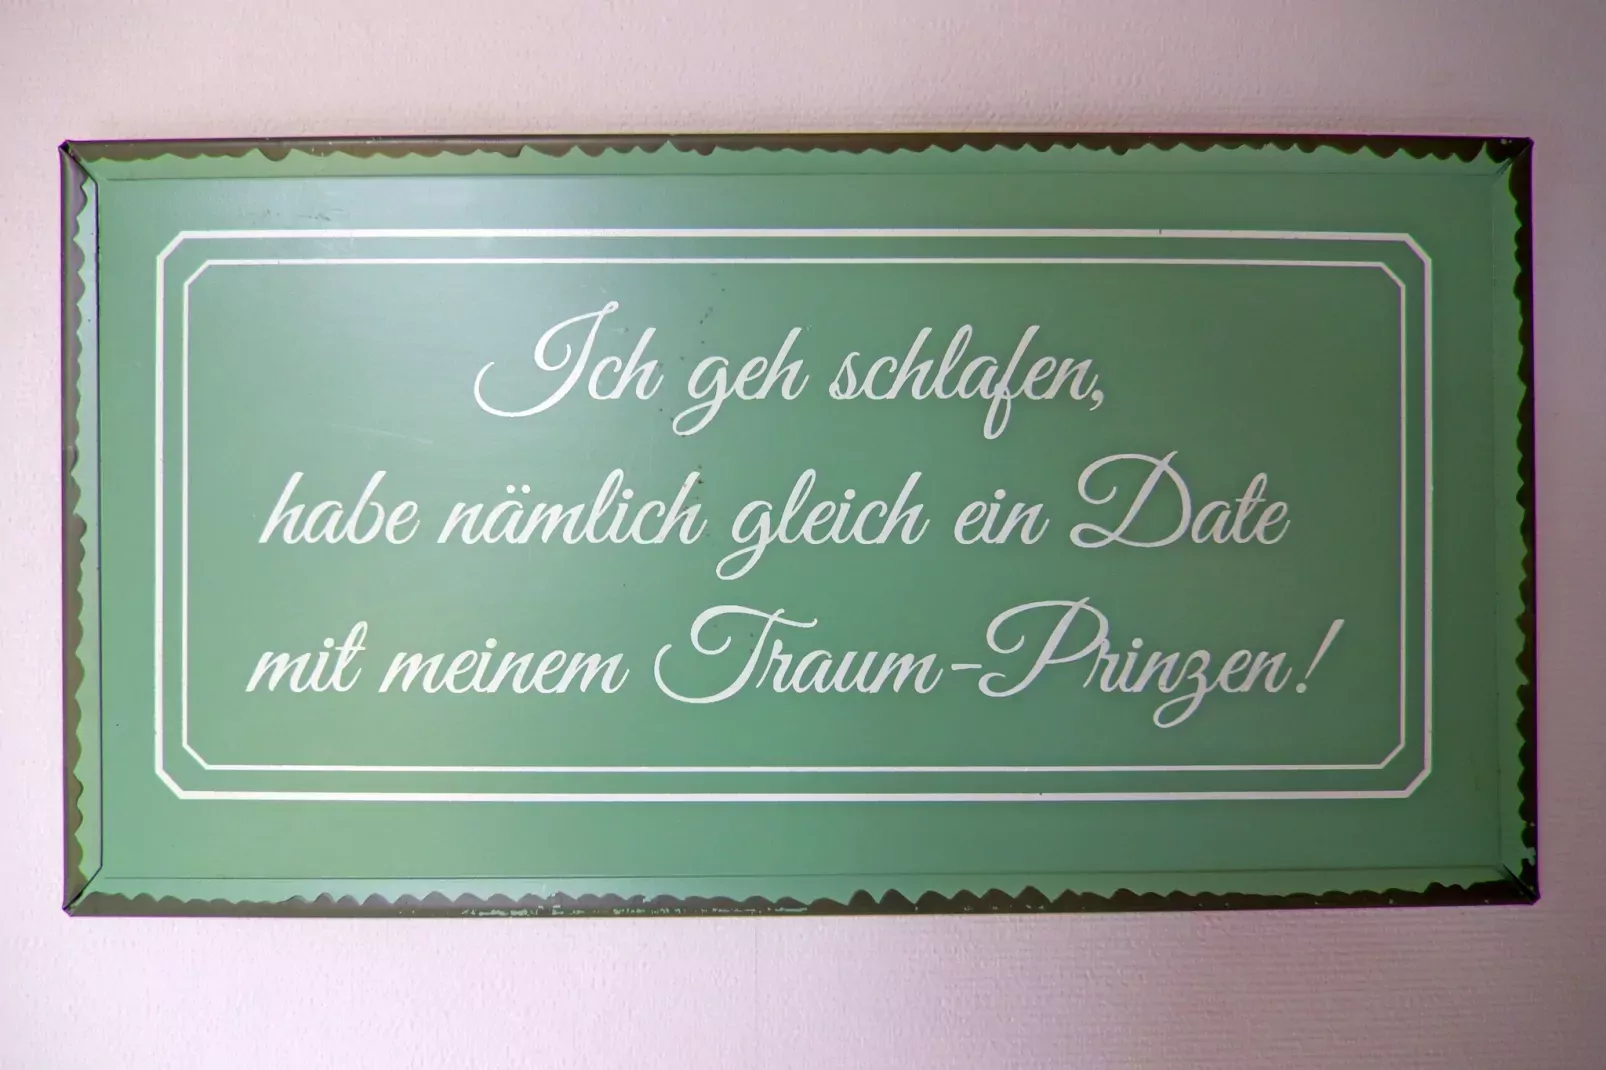 Ich geh schlafen,
habe nämlich gleich ein Date
mit meinem Traum-Prinzen!